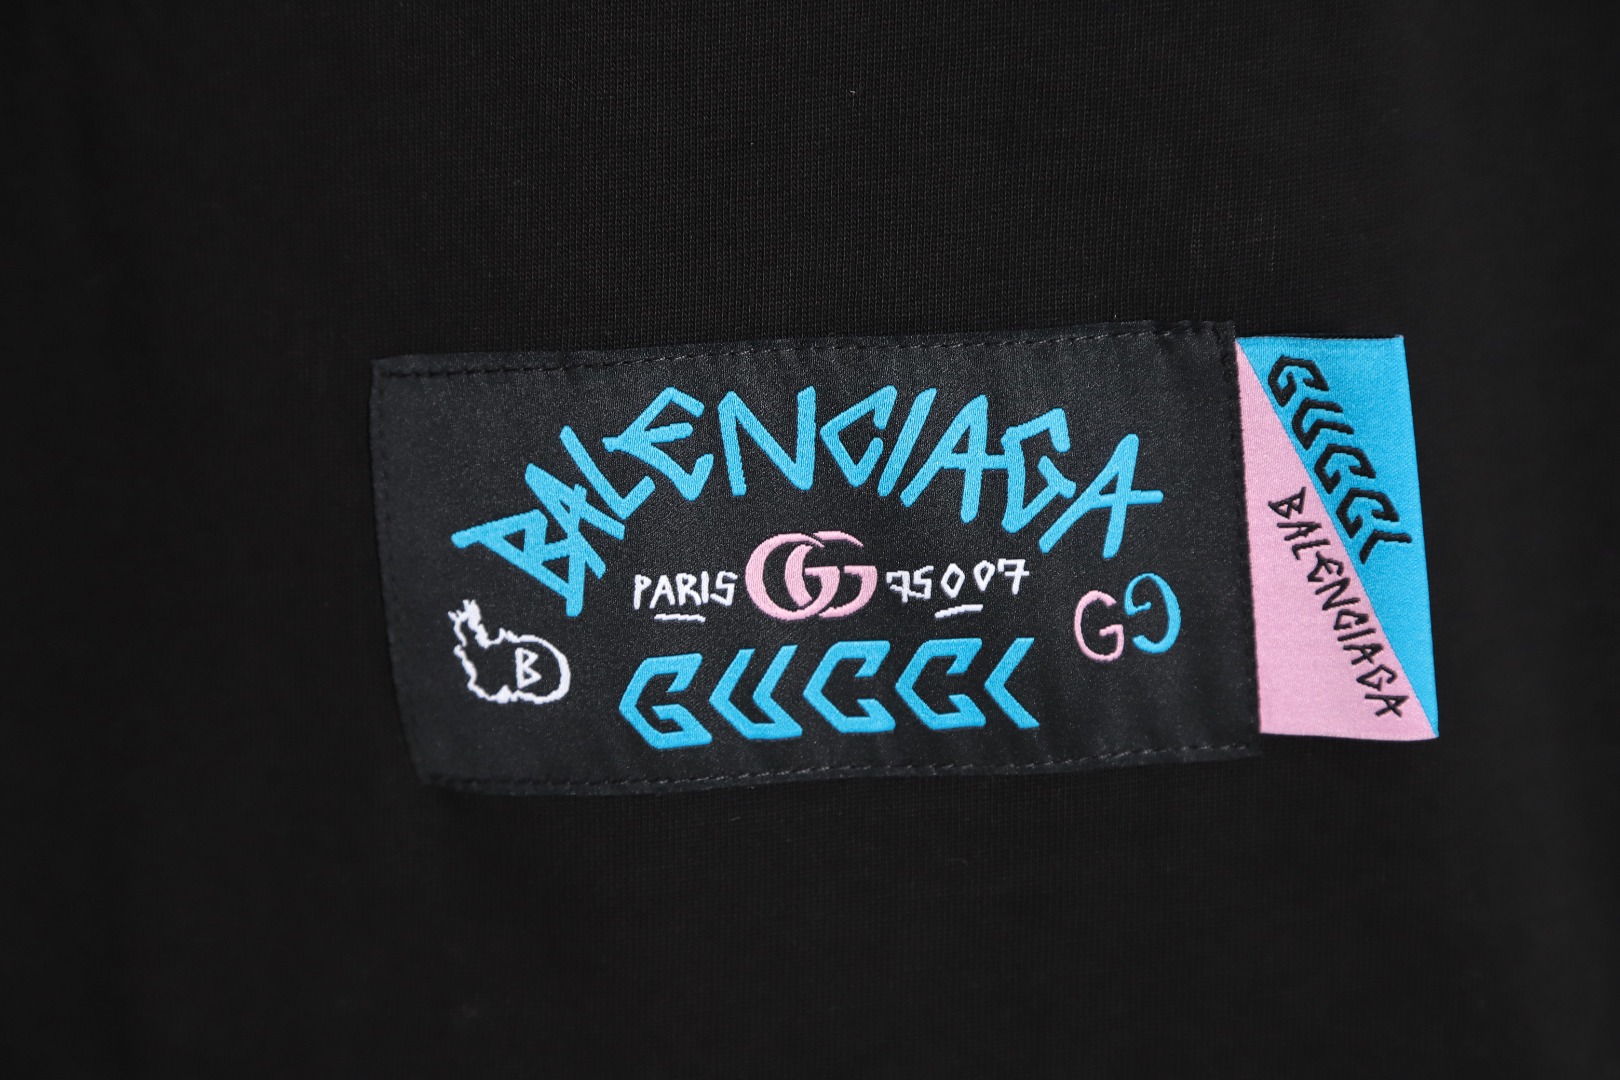 BALENCIAGA
PARIS GG 75007
B
GG
GUCCI
GUCCI
BALENCIAGA